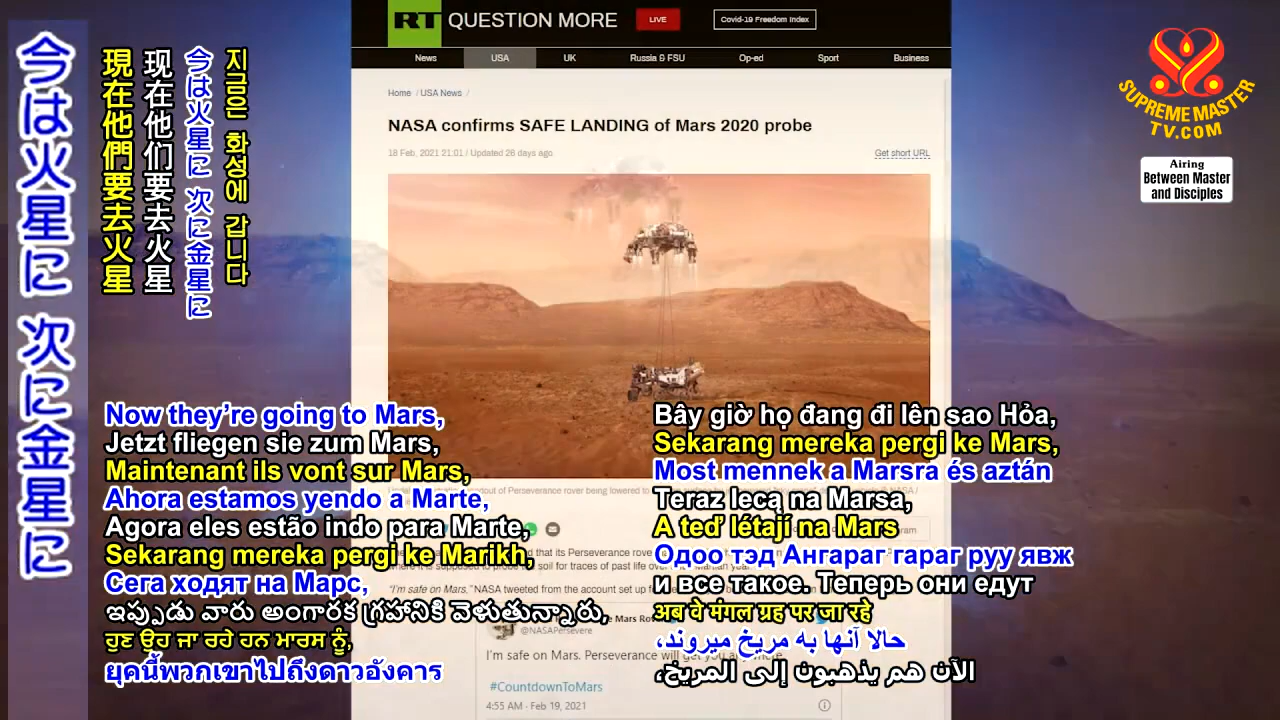 今は火星に 次に金星に
現在他們要去火星
现在他们要去火星
今は火星に 次に金星に
지금은 화성에 갑니다
RT QUESTION MORE
LIVE
Covid-19 Freedom Index
News USA UK Russia & FSU Op-ed Sport Business
Home / USA News /
NASA confirms SAFE LANDING of Mars 2020 probe
18 Feb, 2021 21:01 / Updated 26 days ago
Get short URL
SUPREME MASTER
TV.COM
Airing
Between Master
and Disciples
Now they're going to Mars,
Jetzt fliegen sie zum Mars,
Maintenant ils vont sur Mars,
Ahora estamos yendo a Marte,
Agora eles estão indo para Marte,
Sekarang mereka pergi ke Marikh,
Сега ходят на Марс,
ఇప్పుడు వారు అంగారక గ్రహానికి వెళుతున్నారు,
ਹੁਣ ਉਹ ਜਾ ਰਹੇ ਹਨ ਮਾਰਸ ਨੂੰ,
ยุคนี้พวกเขาไปถึงดาวอังคาร
Bây giờ họ đang đi lên sao Hỏa,
Sekarang mereka pergi ke Mars,
Most mennek a Marsra és aztán
Teraz lecą na Marsa,
A teď létají na Mars
Одоо тэд Ангараг гараг руу явж
и все такое. Теперь они едут
अब वे मंगल ग्रह पर जा रहे
حالا آنها به مریخ میروند،
الآن هم يذهبون إلى المريخ،
"I'm safe on Mars," NASA tweeted from the account set up
@NASAPersevere
I'm safe on Mars. Perseverance will get you
#CountdownToMars
4:55 AM · Feb 19, 2021